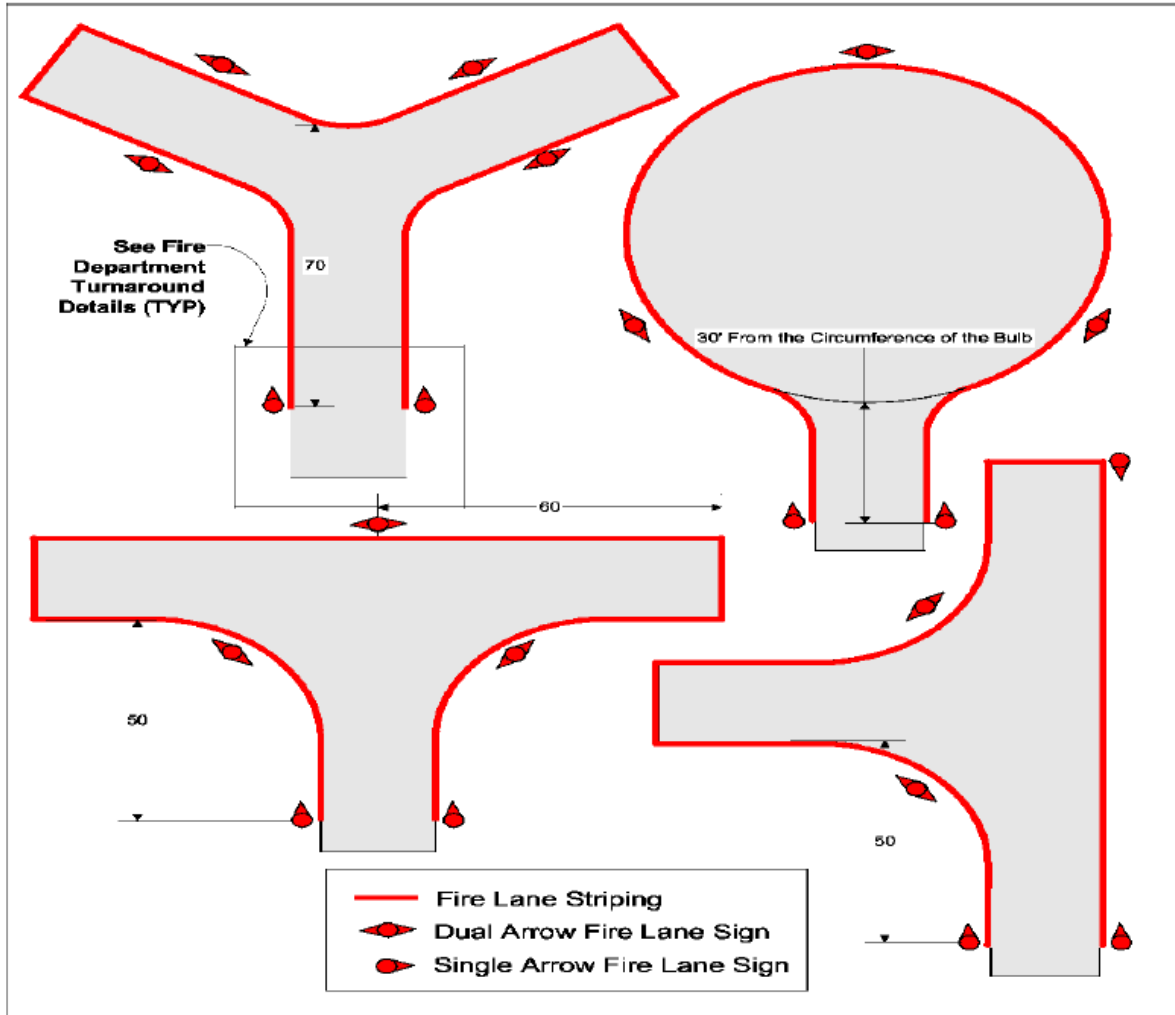 See Fire
Department
Turnaround
Details (TYP)
70
30' From the Circumference of the Bulb
60
50
50
Fire Lane Striping
Dual Arrow Fire Lane Sign
Single Arrow Fire Lane Sign